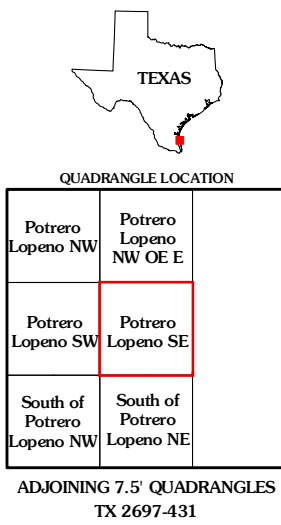 TEXAS
QUADRANGLE LOCATION
Potrero
Lopeno NW
Potrero
Lopeno
NW OE E
Potrero
Lopeno SW
Potrero
Lopeno SE
South of
Potrero
Lopeno NW
South of
Potrero
Lopeno NE
ADJOINING 7.5' QUADRANGLES
TX 2697-431